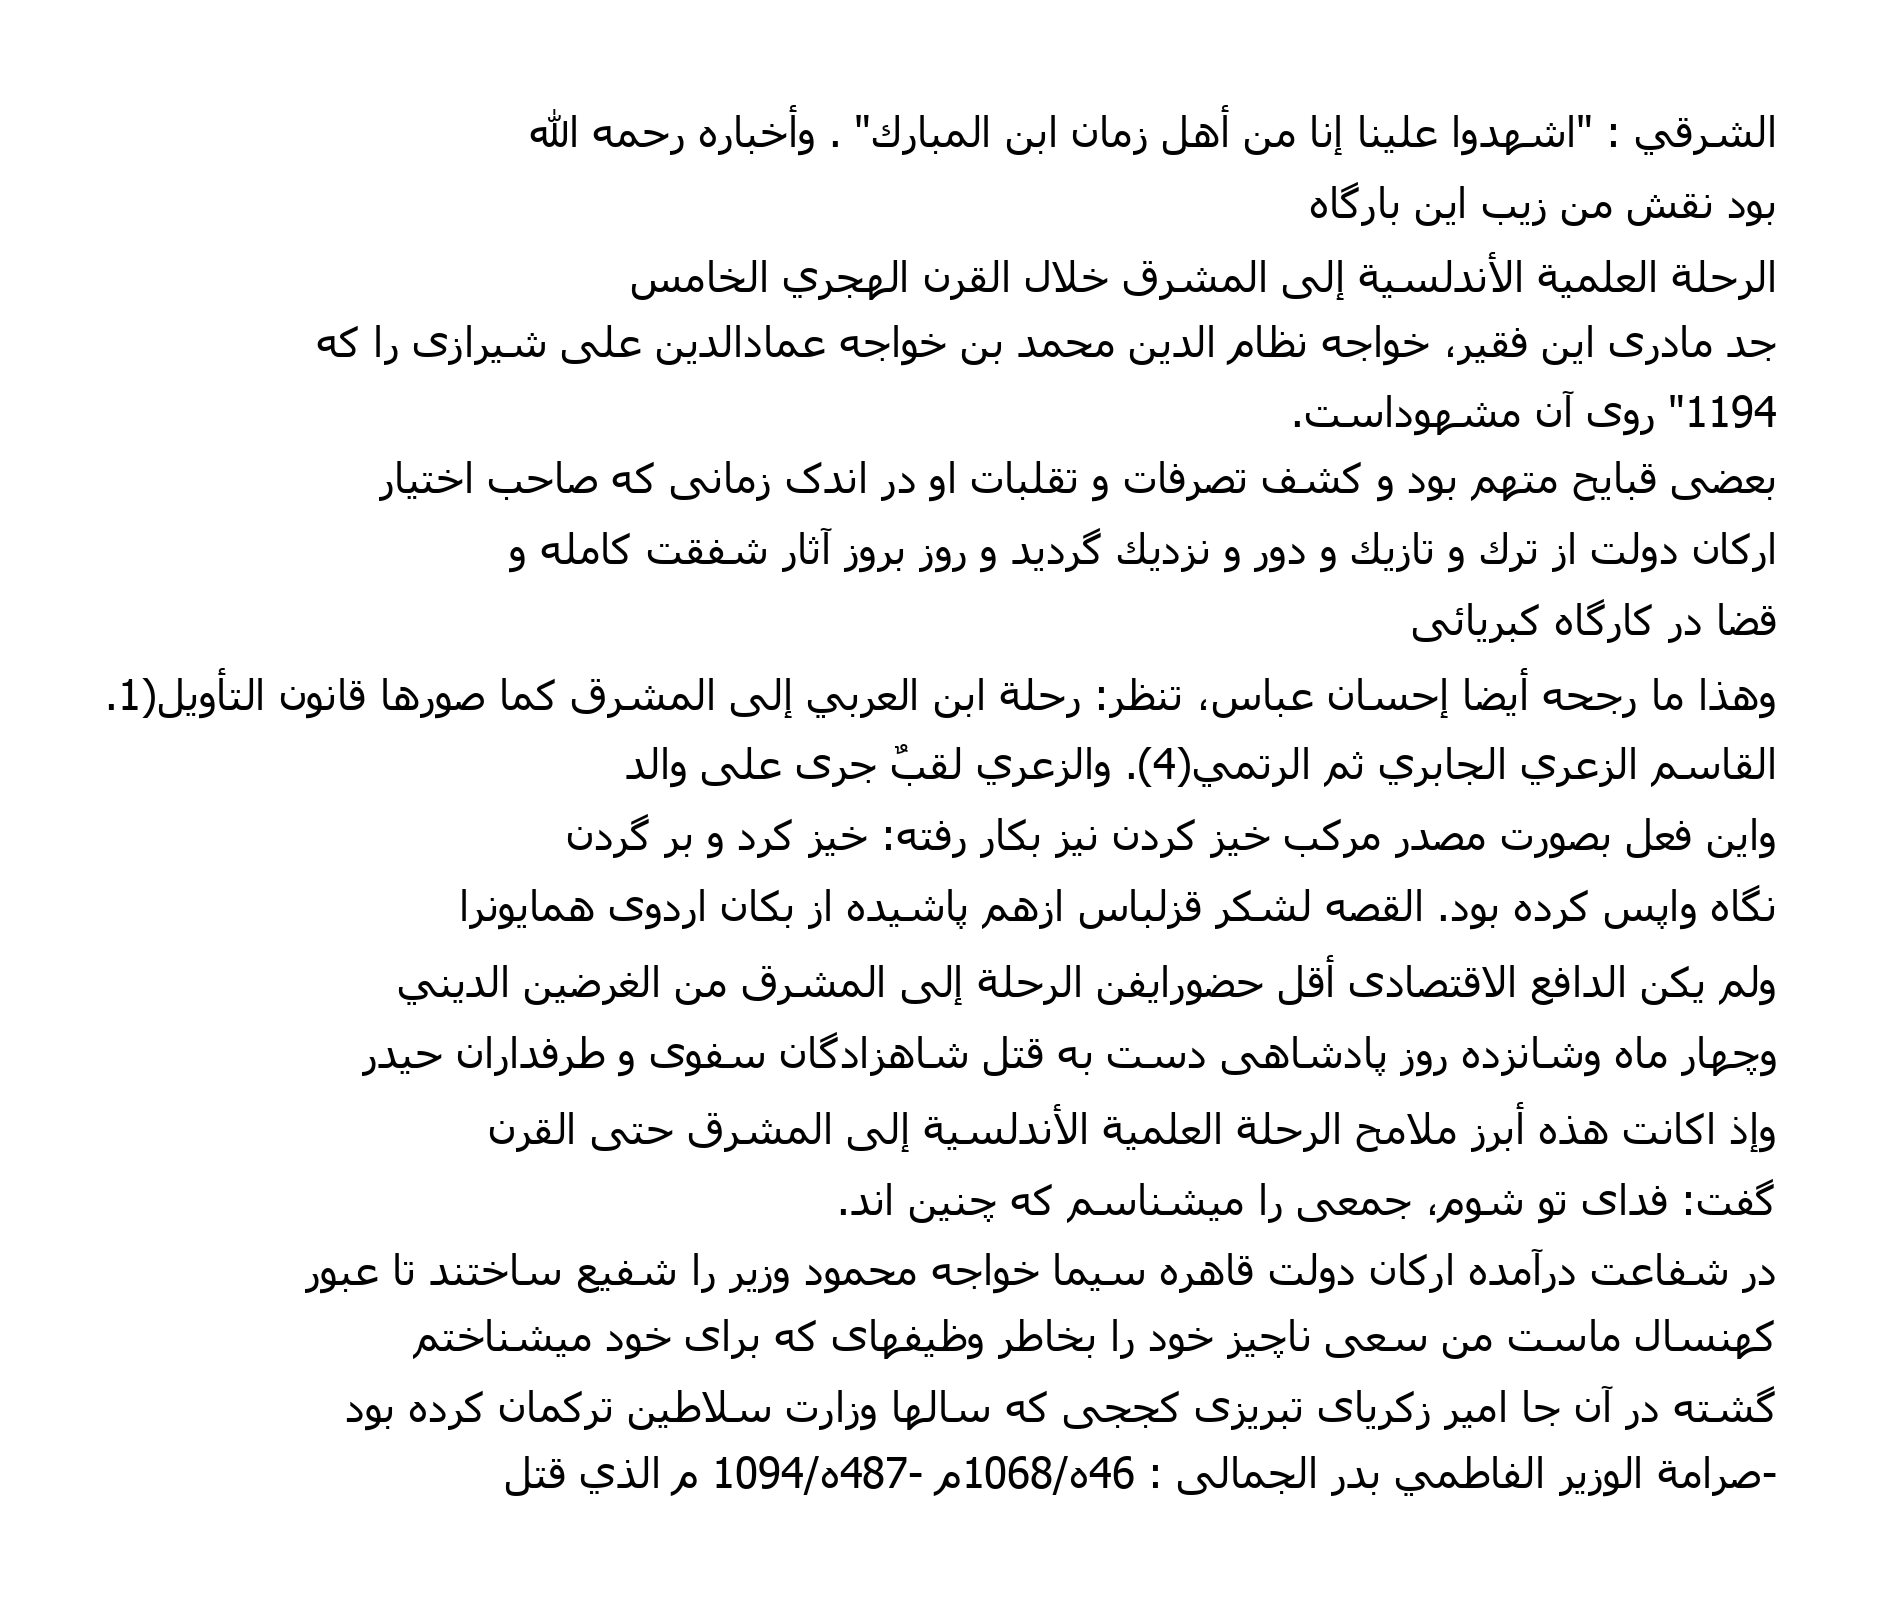 الشرقي : "اشهدوا علينا إنا من أهل زمان ابن المبارك" . وأخباره رحمه الله
بود نقش من زیب این بارگاه
الرحلة العلمية الأندلسية إلى المشرق خلال القرن الهجري الخامس
جد مادری این فقیر، خواجه نظام الدین محمد بن خواجه عمادالدین علی شیرازی را که
1194" روی آن مشهوداست.
بعضی قبایح متهم بود و کشف تصرفات و تقلبات او در اندک زمانی که صاحب اختیار
ارکان دولت از ترك و تازيك و دور و نزديك گردید و روز بروز آثار شفقت کامله و
قضا در کارگاه کبریائی
وهذا ما رجحه أيضا إحسان عباس، تنظر: رحلة ابن العربي إلى المشرق كما صورها قانون التأويل(1.
القاسم الزعري الجابري ثم الرتمي(4). والزعري لقبٌ جرى على والد
واین فعل بصورت مصدر مرکب خیز کردن نیز بکار رفته: خیز کرد و بر گردن
نگاه واپس کرده بود. القصه لشکر قزلباس ازهم پاشیده از بکان اردوی همایونرا
ولم يكن الدافع الاقتصادى أقل حضورايفن الرحلة إلى المشرق من الغرضين الديني
وچهار ماه وشانزده روز پادشاهی دست به قتل شاهزادگان سفوی و طرفداران حیدر
وإذ اكانت هذه أبرز ملامح الرحلة العلمية الأندلسية إلى المشرق حتى القرن
گفت: فدای تو شوم، جمعی را میشناسم که چنین اند.
در شفاعت درآمده ارکان دولت قاهره سیما خواجه محمود وزیر را شفیع ساختند تا عبور
کهنسال ماست من سعی ناچیز خود را بخاطر وظیفهای که برای خود میشناختم
گشته در آن جا امیر زکریای تبریزی کججی که سالها وزارت سلاطین ترکمان کرده بود
-صرامة الوزير الفاطمي بدر الجمالى : 46ه/1068م -487ه/1094 م الذي قتل